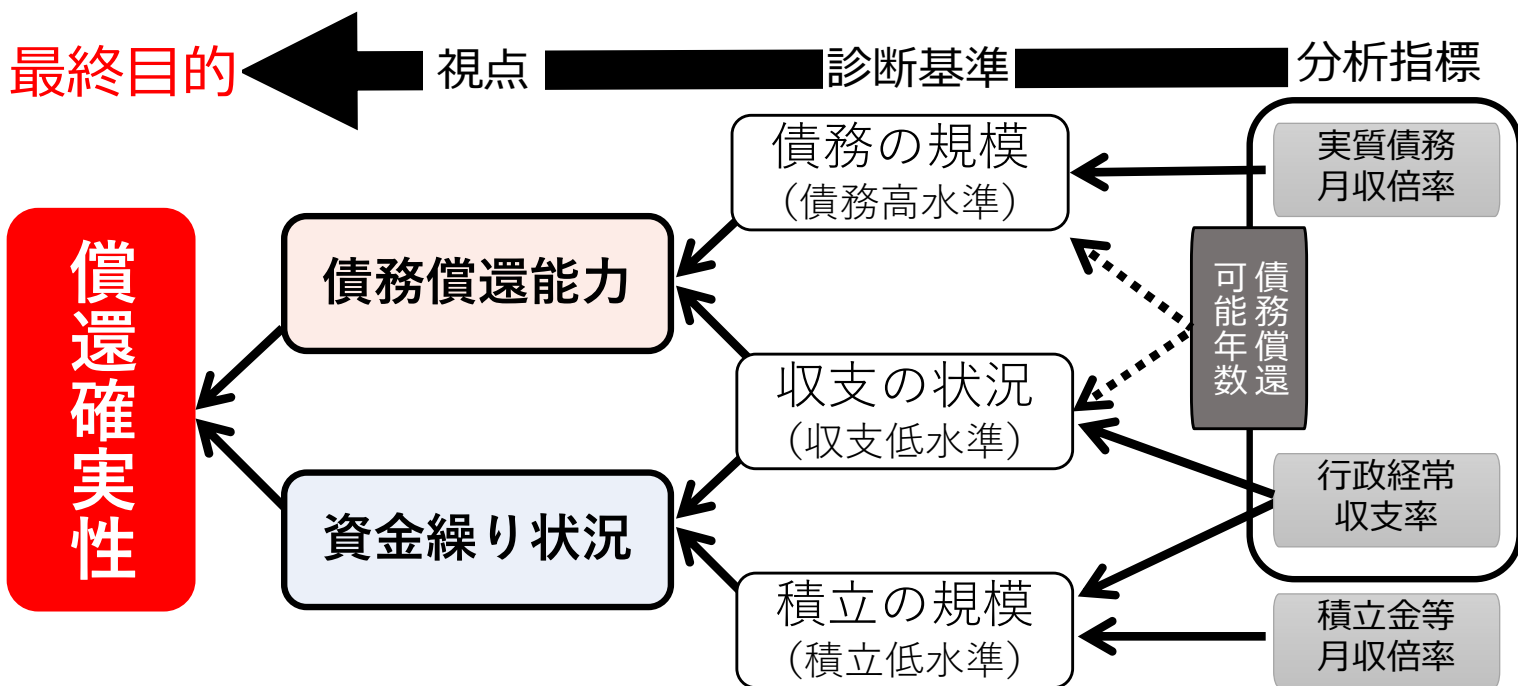 最終目的
視点
診断基準
分析指標
債務の規模
（債務高水準）
実質債務
月収倍率
償還確実性
債務償還能力
債務償還
可能年数
収支の状況
（収支低水準）
行政経常
収支率
資金繰り状況
積立の規模
（積立低水準）
積立金等
月収倍率